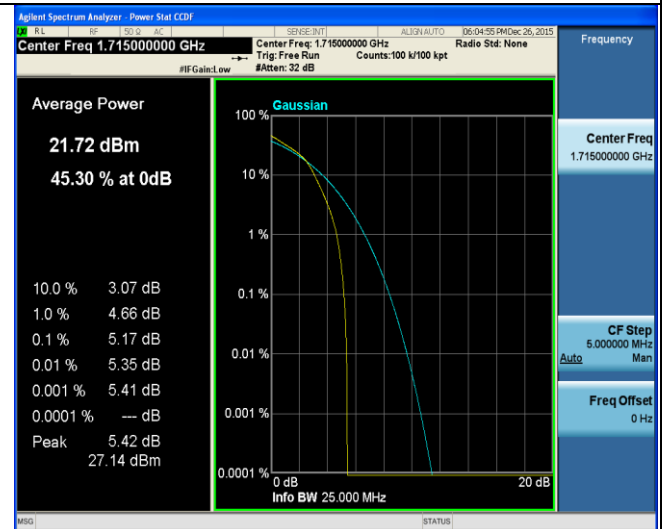 Agilent Spectrum Analyzer - Power Stat CCDF
LXI RL RF 50 Ω AC SENSE:INT ALIGN AUTO 06:04:55 PM Dec 26, 2015
Center Freq 1.715000000 GHz
Center Freq: 1.715000000 GHz Radio Std: None
Trig: Free Run Counts:100 k/100 kpt
#IFGain:Low #Atten: 32 dB
Frequency
Average Power
21.72 dBm
45.30 % at 0dB
10.0 % 3.07 dB
1.0 % 4.66 dB
0.1 % 5.17 dB
0.01 % 5.35 dB
0.001 % 5.41 dB
0.0001 % --- dB
Peak 5.42 dB
27.14 dBm
Gaussian
100 %
10 %
1 %
0.1 %
0.01 %
0.001 %
0.0001 %
0 dB 20 dB
Info BW 25.000 MHz
Center Freq
1.715000000 GHz
CF Step
5.000000 MHz
Auto Man
Freq Offset
0 Hz
MSG STATUS